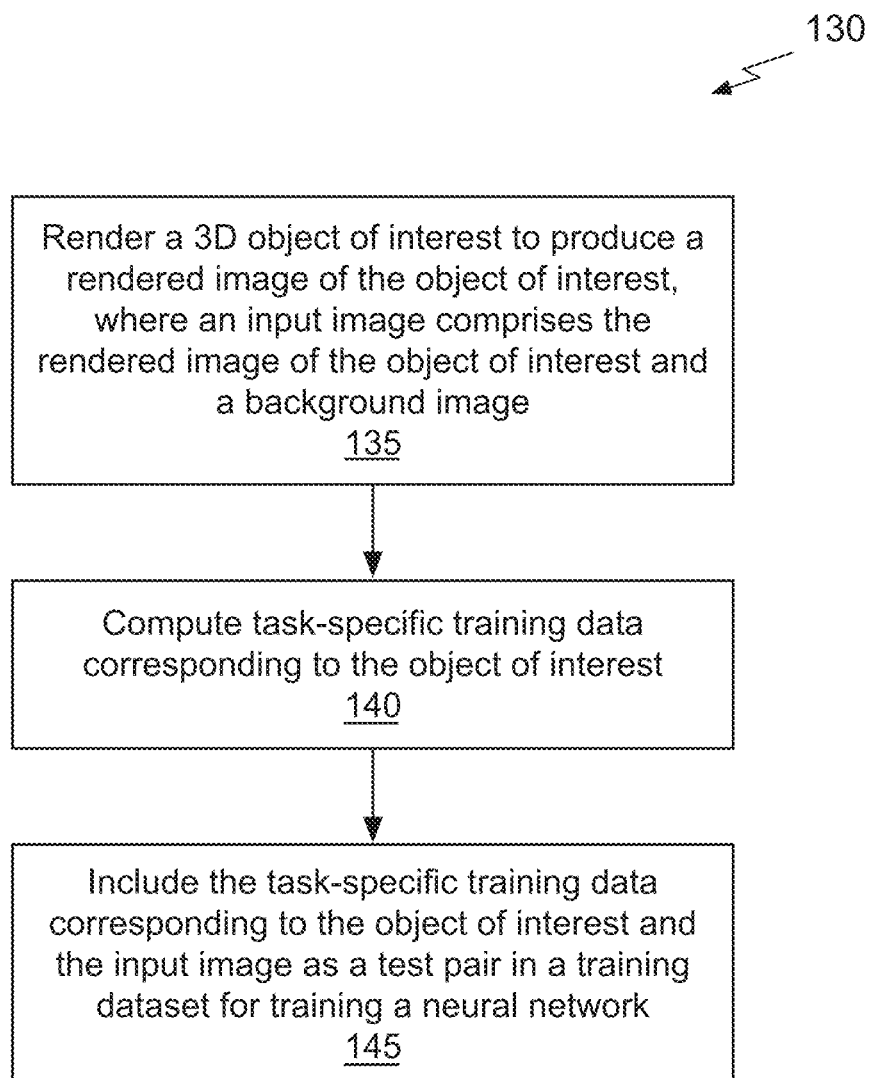 130
Render a 3D object of interest to produce a
rendered image of the object of interest,
where an input image comprises the
rendered image of the object of interest and
a background image
135
Compute task-specific training data
corresponding to the object of interest
140
Include the task-specific training data
corresponding to the object of interest and
the input image as a test pair in a training
dataset for training a neural network
145